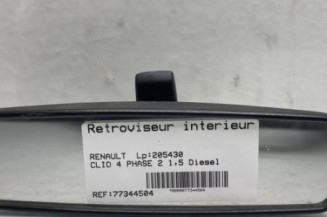 Retroviseur interieur
RENAULT Lp:205430
CLIO 4 PHASE 2 1.5 Diesel
REF:77344504